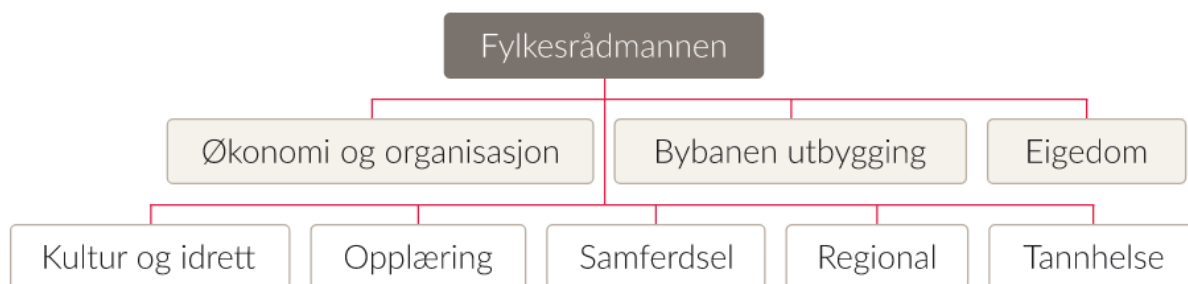 Fylkesrådmannen
Økonomi og organisasjon
Bybanen utbygging
Eigedom
Kultur og idrett
Opplæring
Samferdsel
Regional
Tannhelse